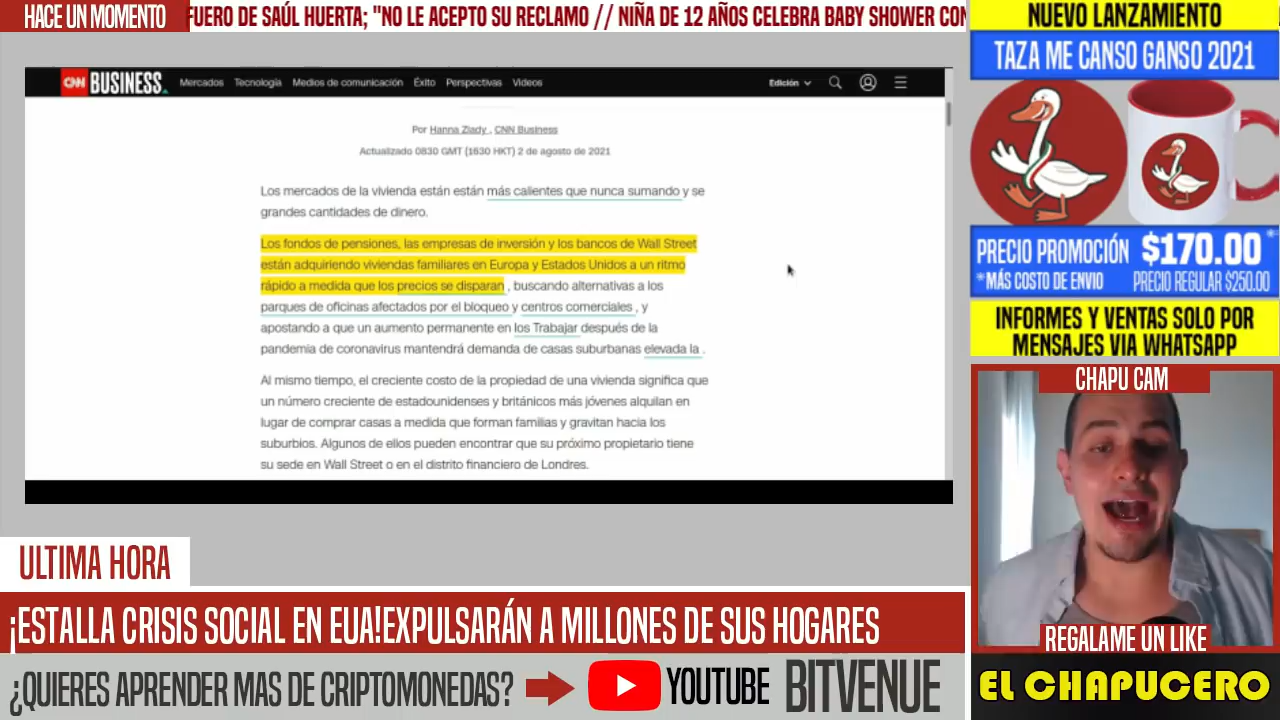 HACE UN MOMENTO
FUERO DE SAÚL HUERTA; "NO LE ACEPTO SU RECLAMO // NIÑA DE 12 AÑOS CELEBRA BABY SHOWER CON
NUEVO LANZAMIENTO
TAZA ME CANSO GANSO 2021
CNN BUSINESS
Mercados Tecnología Medios de comunicación Éxito Perspectivas Videos
Edición
Por Hanna Ziady , CNN Business
Actualizado 0830 GMT (1630 HKT) 2 de agosto de 2021
Los mercados de la vivienda están están más calientes que nunca sumando y se
grandes cantidades de dinero.
Los fondos de pensiones, las empresas de inversión y los bancos de Wall Street
están adquiriendo viviendas familiares en Europa y Estados Unidos a un ritmo
rápido a medida que los precios se disparan , buscando alternativas a los
parques de oficinas afectados por el bloqueo y centros comerciales , y
apostando a que un aumento permanente en los Trabajar después de la
pandemia de coronavirus mantendrá demanda de casas suburbanas elevada la .
Al mismo tiempo, el creciente costo de la propiedad de una vivienda significa que
un número creciente de estadounidenses y británicos más jóvenes alquilan en
lugar de comprar casas a medida que forman familias y gravitan hacia los
suburbios. Algunos de ellos pueden encontrar que su próximo propietario tiene
su sede en Wall Street o en el distrito financiero de Londres.
PRECIO PROMOCIÓN $170.00 *
*MÁS COSTO DE ENVIO PRECIO REGULAR $250.00
INFORMES Y VENTAS SOLO POR
MENSAJES VIA WHATSAPP
CHAPU CAM
REGALAME UN LIKE
EL CHAPUCERO
ULTIMA HORA
¡ESTALLA CRISIS SOCIAL EN EUA!EXPULSARÁN A MILLONES DE SUS HOGARES
¿QUIERES APRENDER MAS DE CRIPTOMONEDAS? YOUTUBE BITVENUE